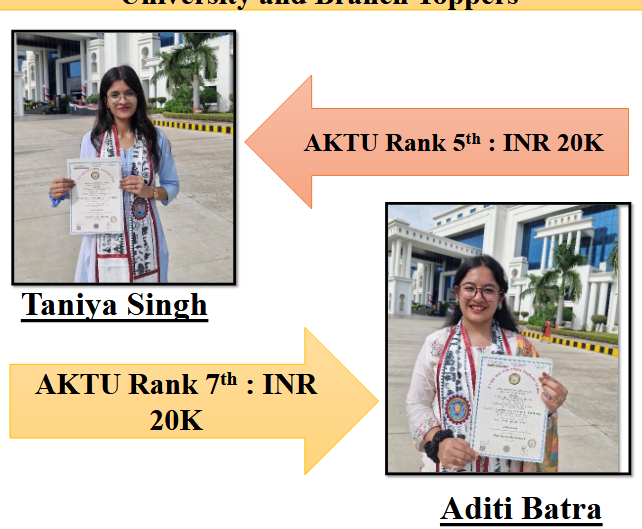 University and Branch Toppers
AKTU Rank 5th : INR 20K
Taniya Singh
AKTU Rank 7th : INR
20K
Aditi Batra